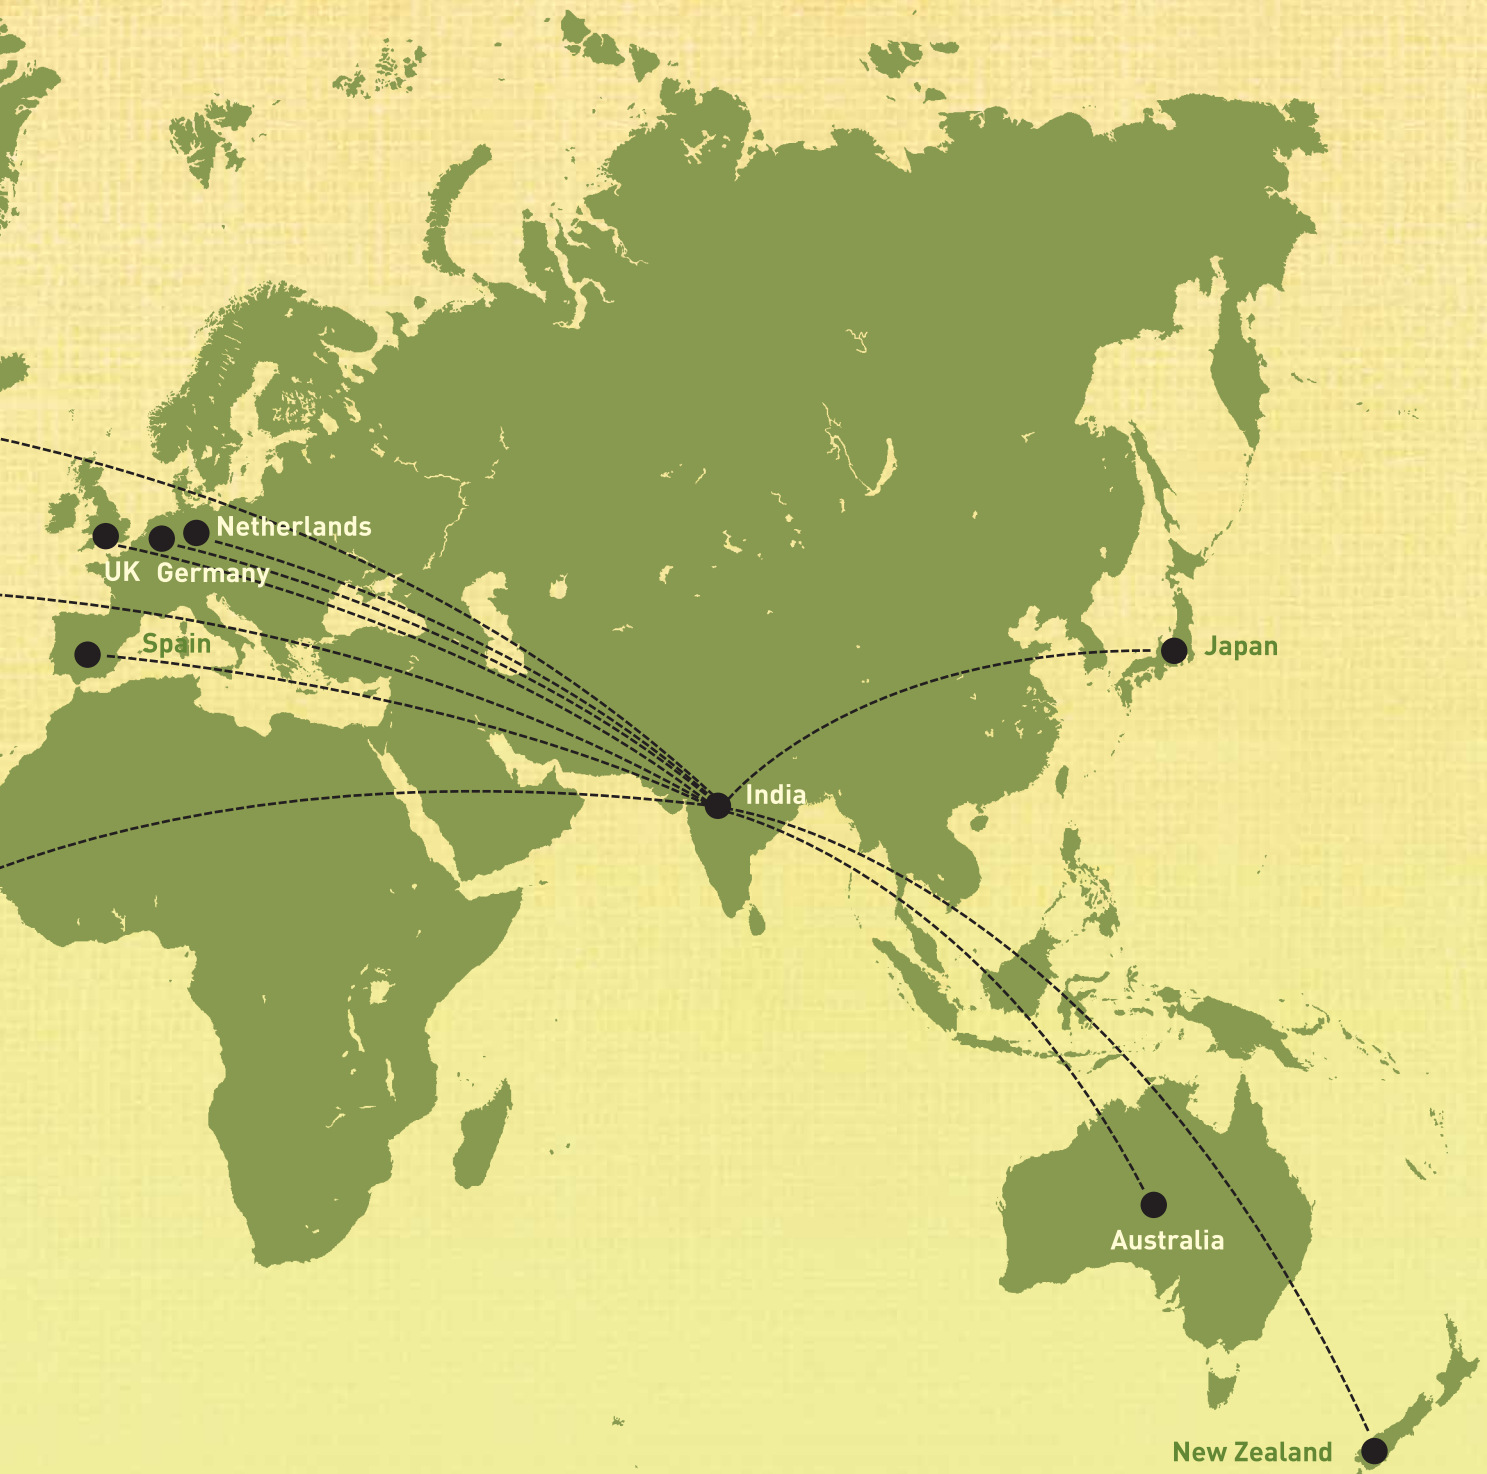 Netherlands
UK
Germany
Spain
Japan
India
Australia
New Zealand